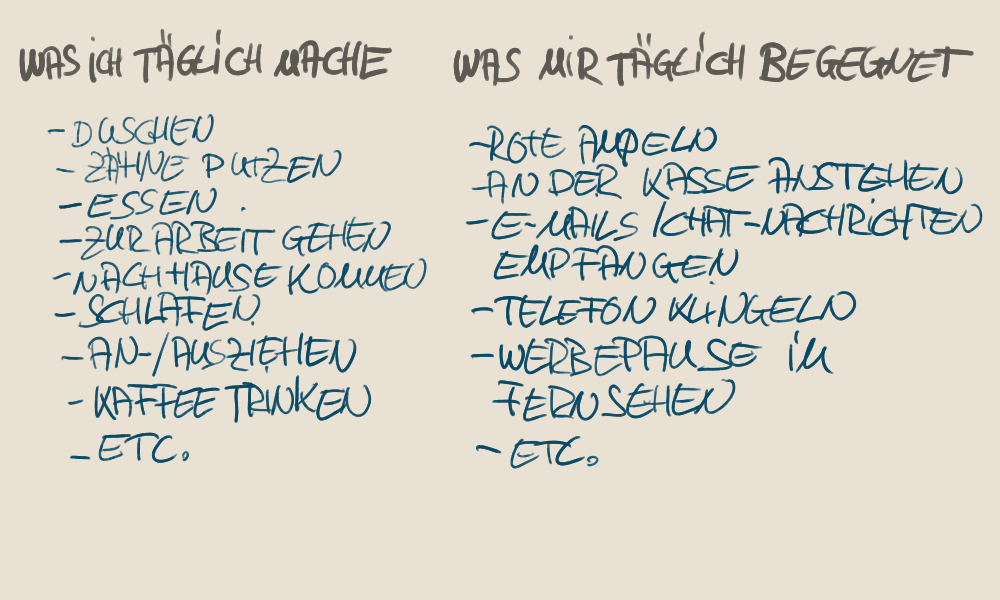 WAS ICH TÄGLICH MACHE
- DUSCHEN
- ZÄHNE PUTZEN
- ESSEN
- ZUR ARBEIT GEHEN
- NACH HAUSE KOMMEN
- SCHLAFEN
- AN-/AUSZIEHEN
- KAFFEE TRINKEN
- ETC.
WAS MIR TÄGLICH BEGEGNET
- ROTE AMPELN
- AN DER KASSE ANSTEHEN
- E-MAILS /CHAT-NACHRICHTEN
EMPFANGEN
- TELEFON KLINGELN
- WERBEPAUSE IM
FERNSEHEN
- ETC.